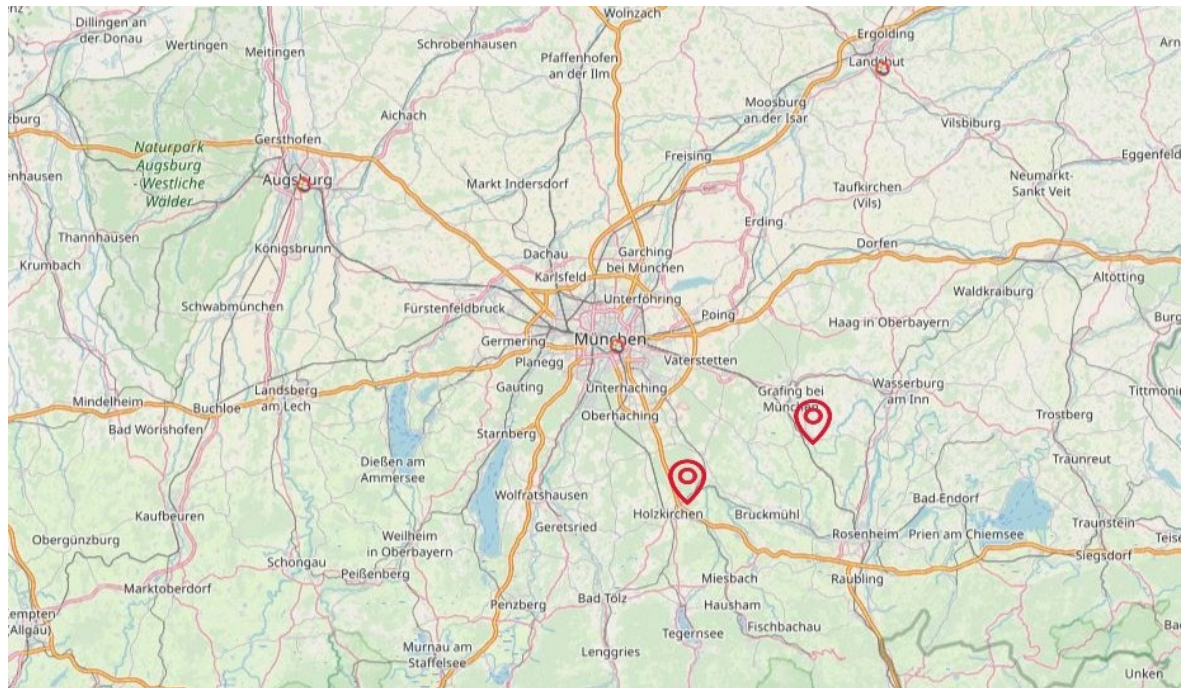 Wolnzach
Dillingen an
der Donau
Wertingen
Meitingen
Schrobenhausen
Pfaffenhofen
an der Ilm
Ergolding
Landshut
Aichach
Moosburg
an der Isar
Vilsbiburg
Gersthofen
Naturpark
Augsburg
- Westliche
Wälder
Freising
Neumarkt-
Sankt Veit
Augsburg
Markt Indersdorf
Taufkirchen
(Vils)
Erding
Thannhausen
Königsbrunn
Dachau
Garching
bei München
Dorfen
Krumbach
Karlsfeld
Altötting
Waldkraiburg
Schwabmünchen
Fürstenfeldbruck
Unterföhring
Poing
Haag in Oberbayern
Germering
München
Planegg
Vaterstetten
Gauting
Unterhaching
Grafing bei
München
Wasserburg
am Inn
Landsberg
am Lech
Mindelheim
Buchloe
Oberhaching
Trostberg
Bad Wörishofen
Starnberg
Dießen am
Ammersee
Traunreut
Wolfratshausen
Bad Endorf
Kaufbeuren
Geretsried
Holzkirchen
Bruckmühl
Traunstein
Obergünzburg
Weilheim
in Oberbayern
Rosenheim
Prien am Chiemsee
Siegsdorf
Schongau
Peißenberg
Miesbach
Raubling
Marktoberdorf
Penzberg
Bad Tölz
Hausham
Tegernsee
Fischbachau
(Allgäu)
Murnau am
Staffelsee
Lenggries
Unken